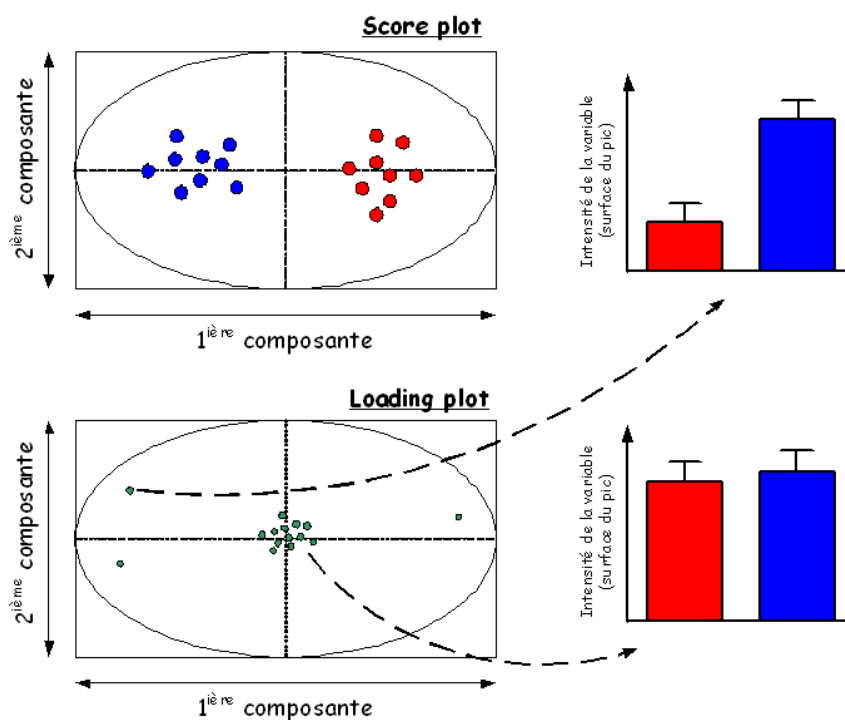 Score plot
2ième composante
1ière composante
Intensité de la variable
(surface du pic)
Loading plot
2ième composante
1ière composante
Intensité de la variable
(surface du pic)